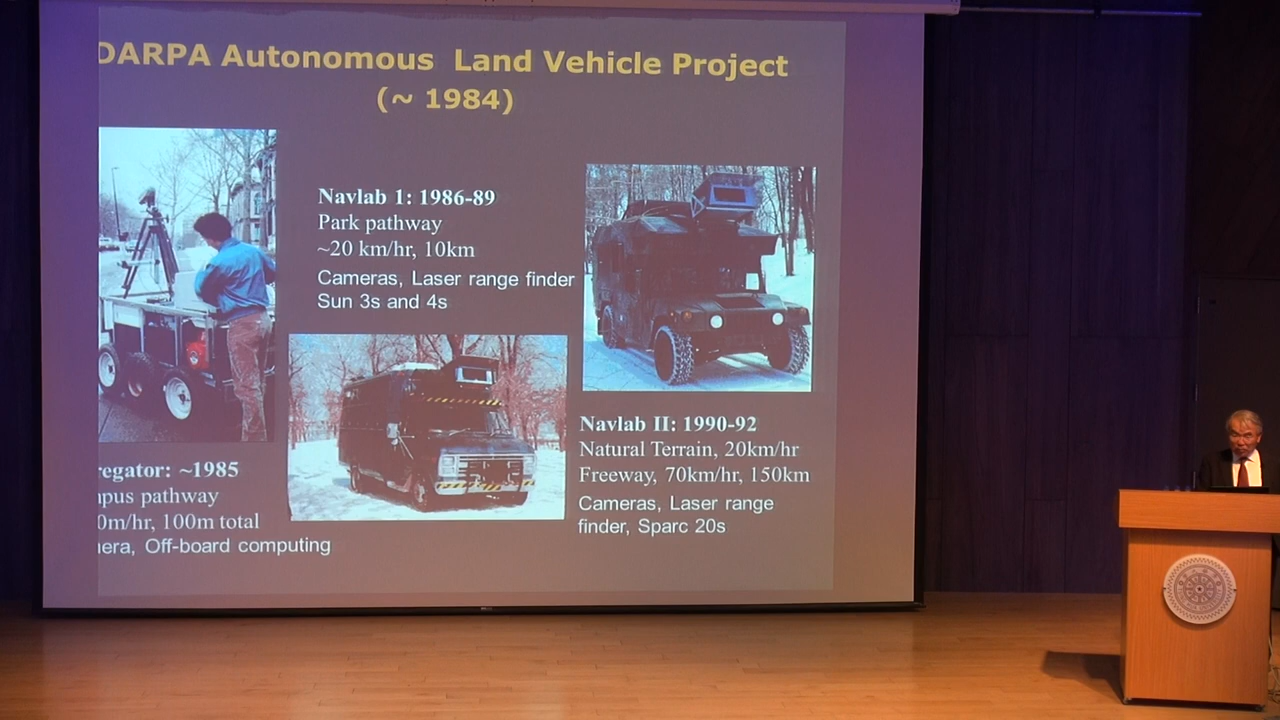 DARPA Autonomous Land Vehicle Project
(~ 1984)
Navlab 1: 1986-89
Park pathway
~20 km/hr, 10km
Cameras, Laser range finder
Sun 3s and 4s
Navlab II: 1990-92
Natural Terrain, 20km/hr
Freeway, 70km/hr, 150km
Cameras, Laser range
finder, Sparc 20s
regator: ~1985
pus pathway
0m/hr, 100m total
era, Off-board computing